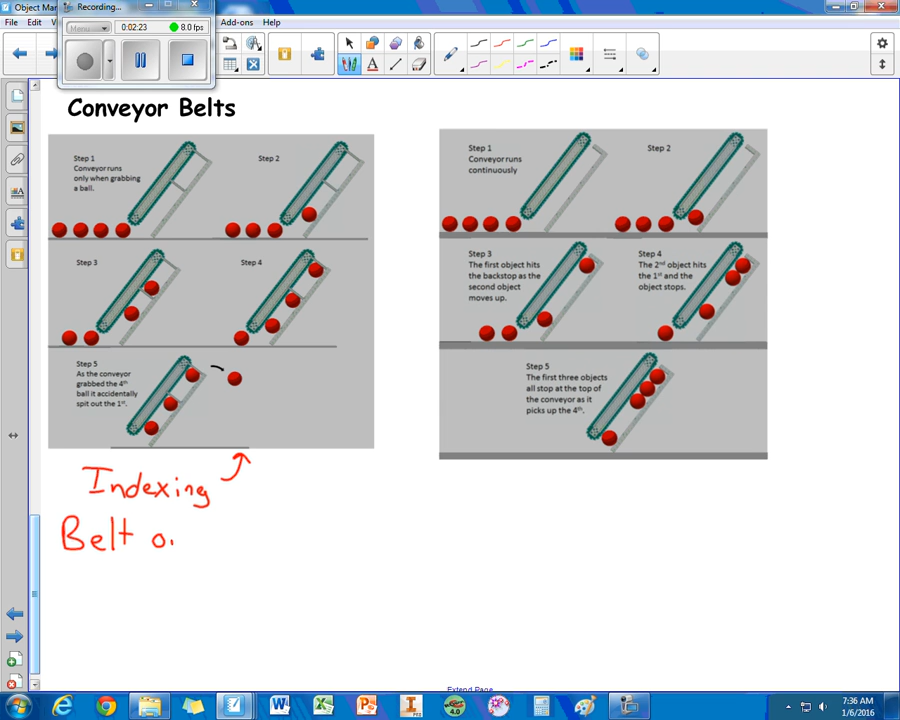 Object Mar
Recording...
File
Edit
Add-ons
Help
Menu
0:02:23
8.0 fps
Conveyor Belts
Step 1
Conveyor runs
only when grabbing
a ball.
Step 2
Step 3
Step 4
Step 5
As the conveyor
grabbed the 4th
ball it accidentally
spit out the 1st.
Step 1
Conveyor runs
continuously
Step 2
Step 3
The first object hits
the backstop as the
second object
moves up.
Step 4
The 2nd object hits
the 1st and the
object stops.
Step 5
The first three objects
all stop at the top of
the conveyor as it
picks up the 4th.
Indexing
Belt o
Extend Page
7:36 AM
1/6/2016